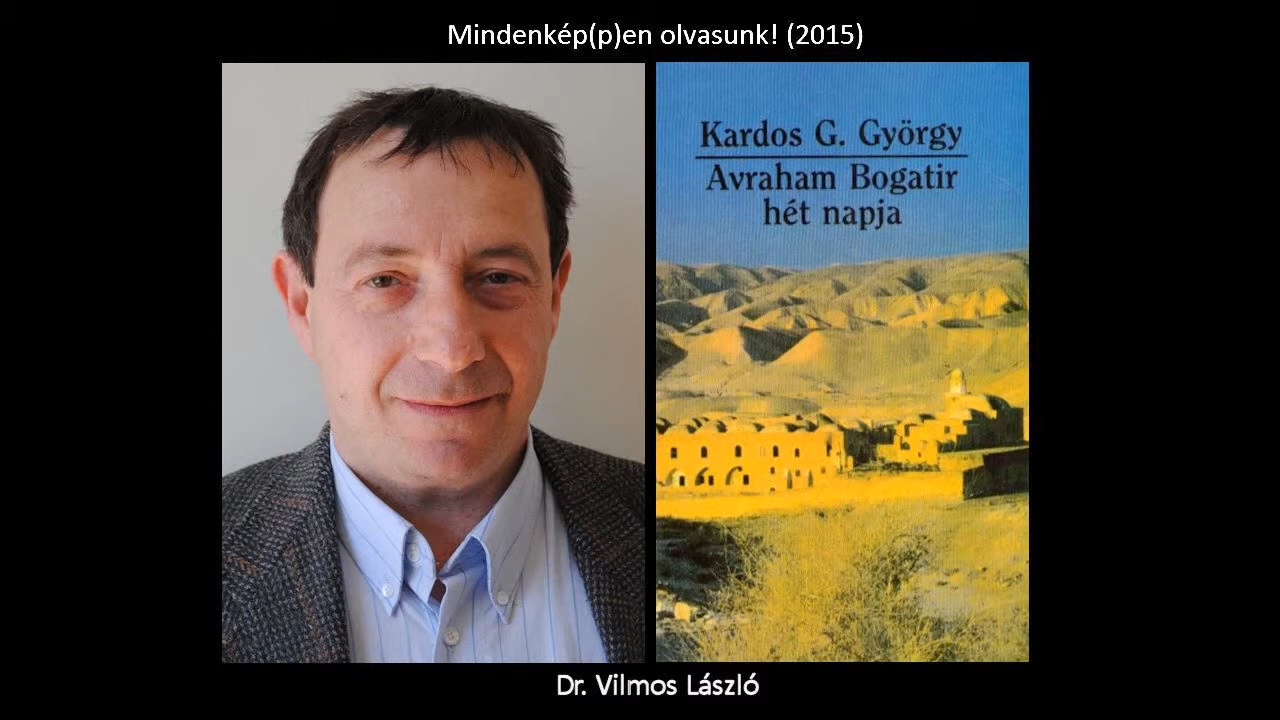 Mindenkép(p)en olvasunk! (2015)
Kardos G. György
Avraham Bogatir
hét napja
Dr. Vilmos László